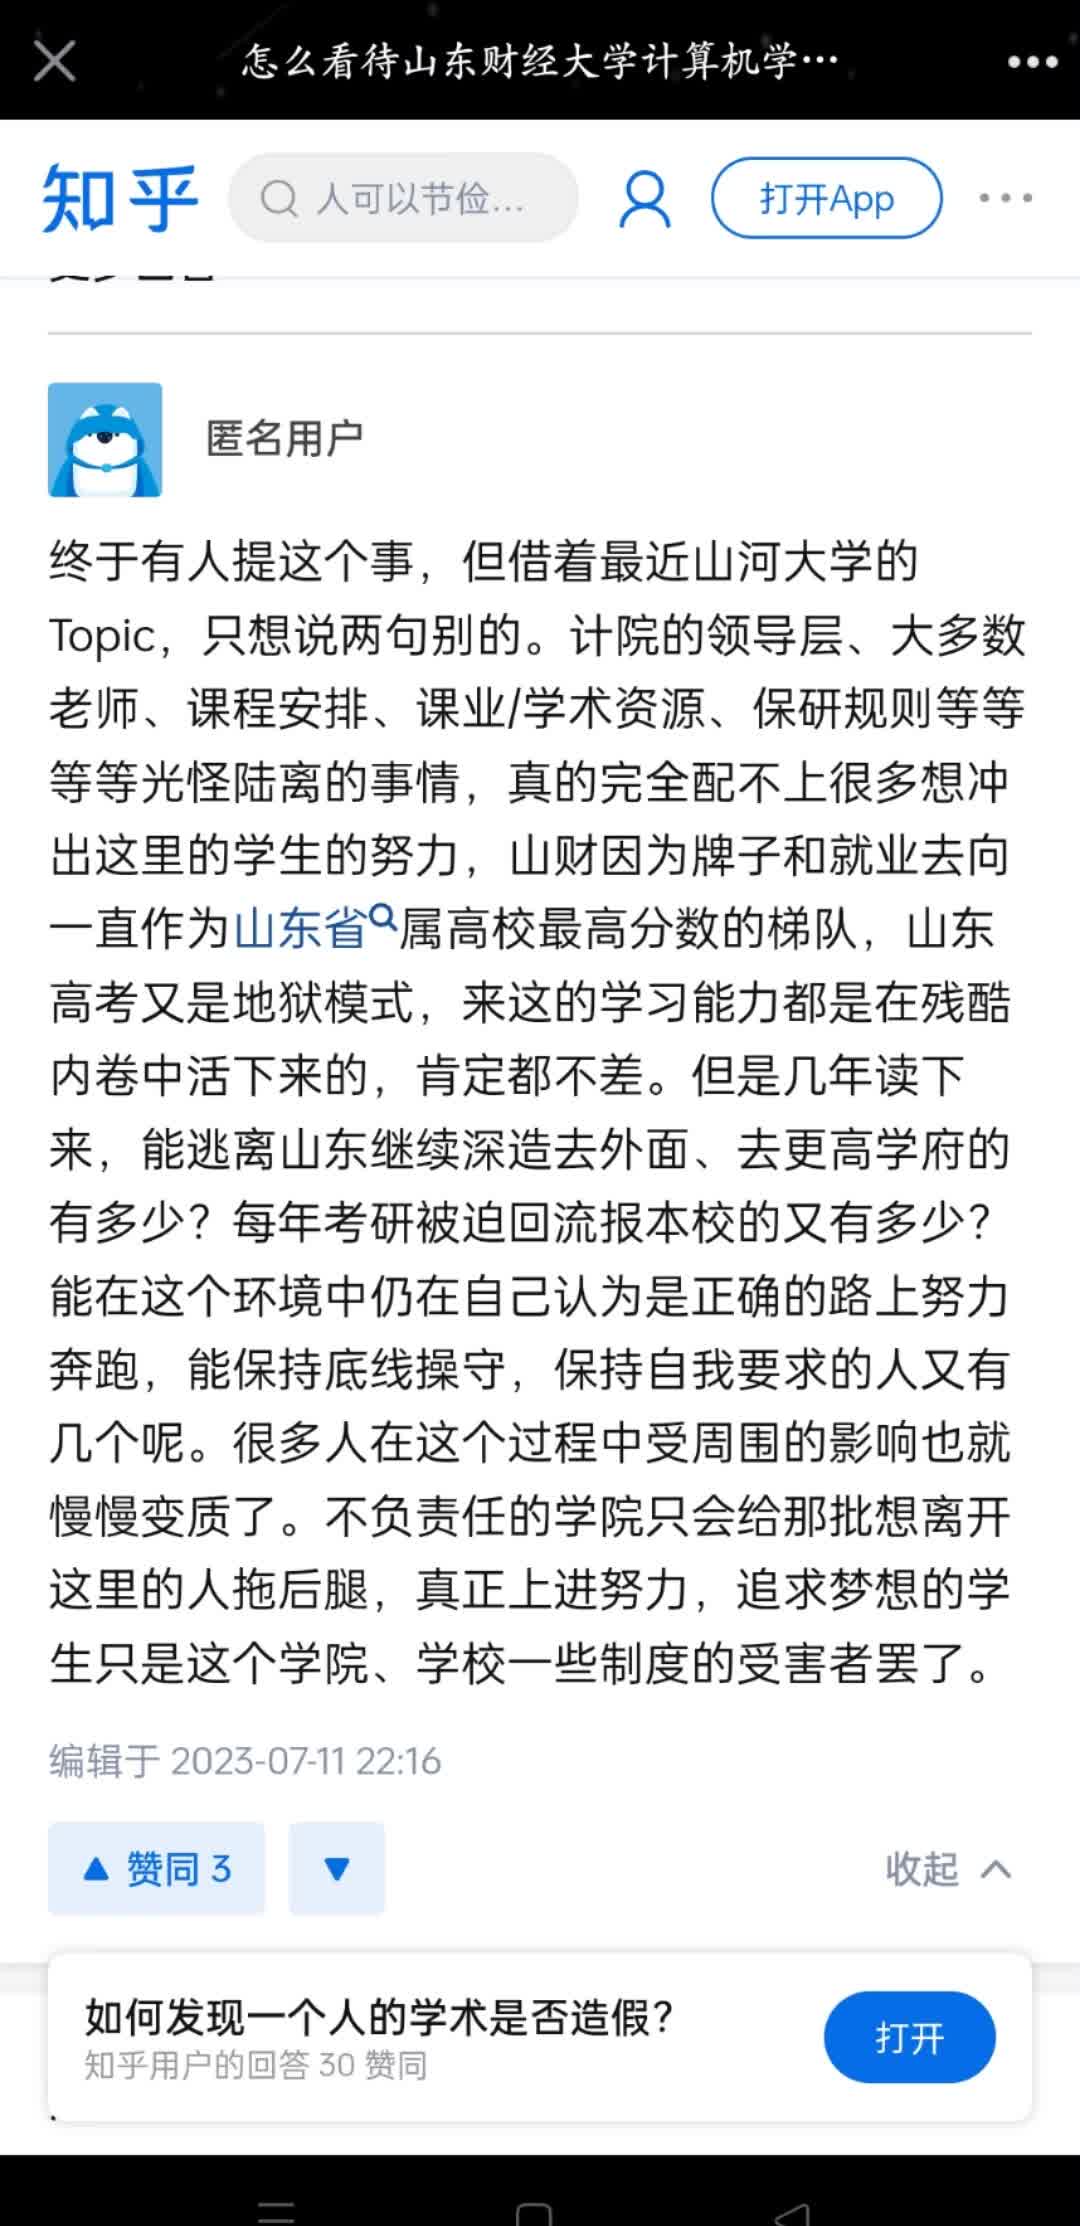 怎么看待山东财经大学计算机学…
知乎
人可以节俭...
打开App
匿名用户
终于有人提这个事，但借着最近山河大学的
Topic，只想说两句别的。计院的领导层、大多数
老师、课程安排、课业/学术资源、保研规则等等
等等光怪陆离的事情，真的完全配不上很多想冲
出这里的学生的努力，山财因为牌子和就业去向
一直作为山东省属高校最高分数的梯队，山东
高考又是地狱模式，来这的学习能力都是在残酷
内卷中活下来的，肯定都不差。但是几年读下
来，能逃离山东继续深造去外面、去更高学府的
有多少？每年考研被迫回流报本校的又有多少？
能在这个环境中仍在自己认为是正确的路上努力
奔跑，能保持底线操守，保持自我要求的人又有
几个呢。很多人在这个过程中受周围的影响也就
慢慢变质了。不负责任的学院只会给那批想离开
这里的人拖后腿，真正上进努力，追求梦想的学
生只是这个学院、学校一些制度的受害者罢了。
编辑于 2023-07-11 22:16
赞同 3
收起
如何发现一个人的学术是否造假？
打开
知乎用户的回答 30 赞同